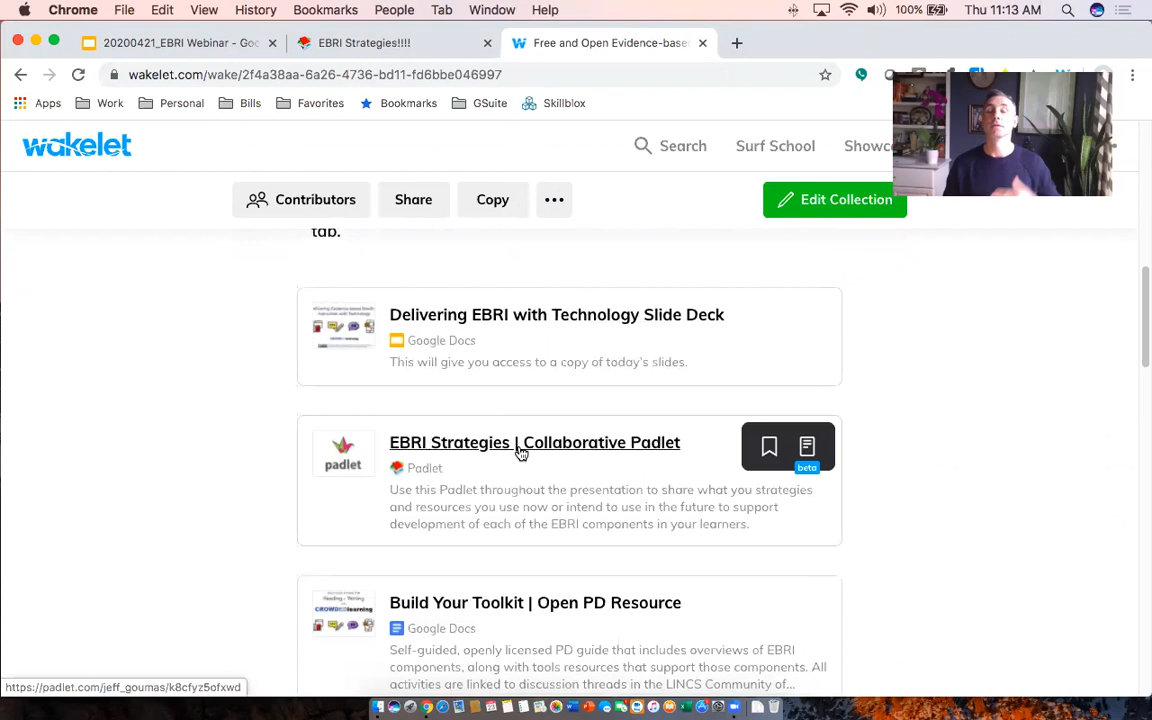 Chrome File Edit View History Bookmarks People Tab Window Help 100% Thu 11:13 AM
20200421_EBRI Webinar - Goo
EBRI Strategies!!!!
Free and Open Evidence-base
wakelet.com/wake/2f4a38aa-6a26-4736-bd11-fd6bbe046997
Apps Work Personal Bills Favorites Bookmarks GSuite Skillblox
wakelet
Search Surf School Showc
Contributors Share Copy Edit Collection
tab.
Delivering EBRI with Technology Slide Deck
Google Docs
This will give you access to a copy of today's slides.
padlet
EBRI Strategies | Collaborative Padlet
Padlet
beta
Use this Padlet throughout the presentation to share what you strategies
and resources you use now or intend to use in the future to support
development of each of the EBRI components in your learners.
Build Your Toolkit | Open PD Resource
Google Docs
Self-guided, openly licensed PD guide that includes overviews of EBRI
components, along with tools resources that support those components. All
activities are linked to discussion threads in the LINCS Community of...
https://padlet.com/jeff_goumas/k8cfyz5ofxwd